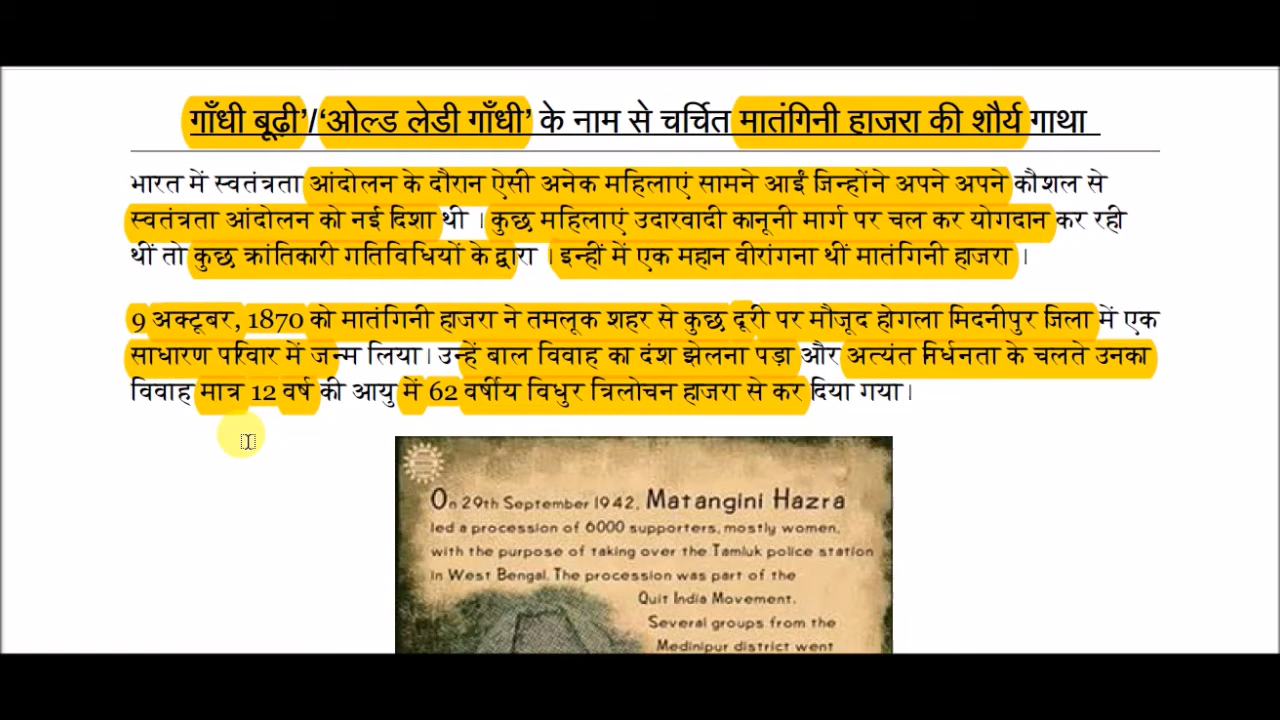 गाँधी बूढ़ी’/‘ओल्ड लेडी गाँधी’ के नाम से चर्चित मातंगिनी हाजरा की शौर्य गाथा
भारत में स्वतंत्रता आंदोलन के दौरान ऐसी अनेक महिलाएं सामने आईं जिन्होंने अपने अपने कौशल से
स्वतंत्रता आंदोलन को नई दिशा थी । कुछ महिलाएं उदारवादी कानूनी मार्ग पर चल कर योगदान कर रही
थीं तो कुछ क्रांतिकारी गतिविधियों के द्वारा । इन्हीं में एक महान वीरांगना थीं मातंगिनी हाजरा ।
9 अक्टूबर, 1870 को मातंगिनी हाजरा ने तमलूक शहर से कुछ दूरी पर मौजूद होगला मिदनीपुर जिला में एक
साधारण परिवार में जन्म लिया। उन्हें बाल विवाह का दंश झेलना पड़ा और अत्यंत निर्धनता के चलते उनका
विवाह मात्र 12 वर्ष की आयु में 62 वर्षीय विधुर त्रिलोचन हाजरा से कर दिया गया।
On 29th September 1942, Matangini Hazra
led a procession of 6000 supporters, mostly women,
with the purpose of taking over the Tamluk police station
in West Bengal. The procession was part of the
Quit India Movement.
Several groups from the
Medinipur district went